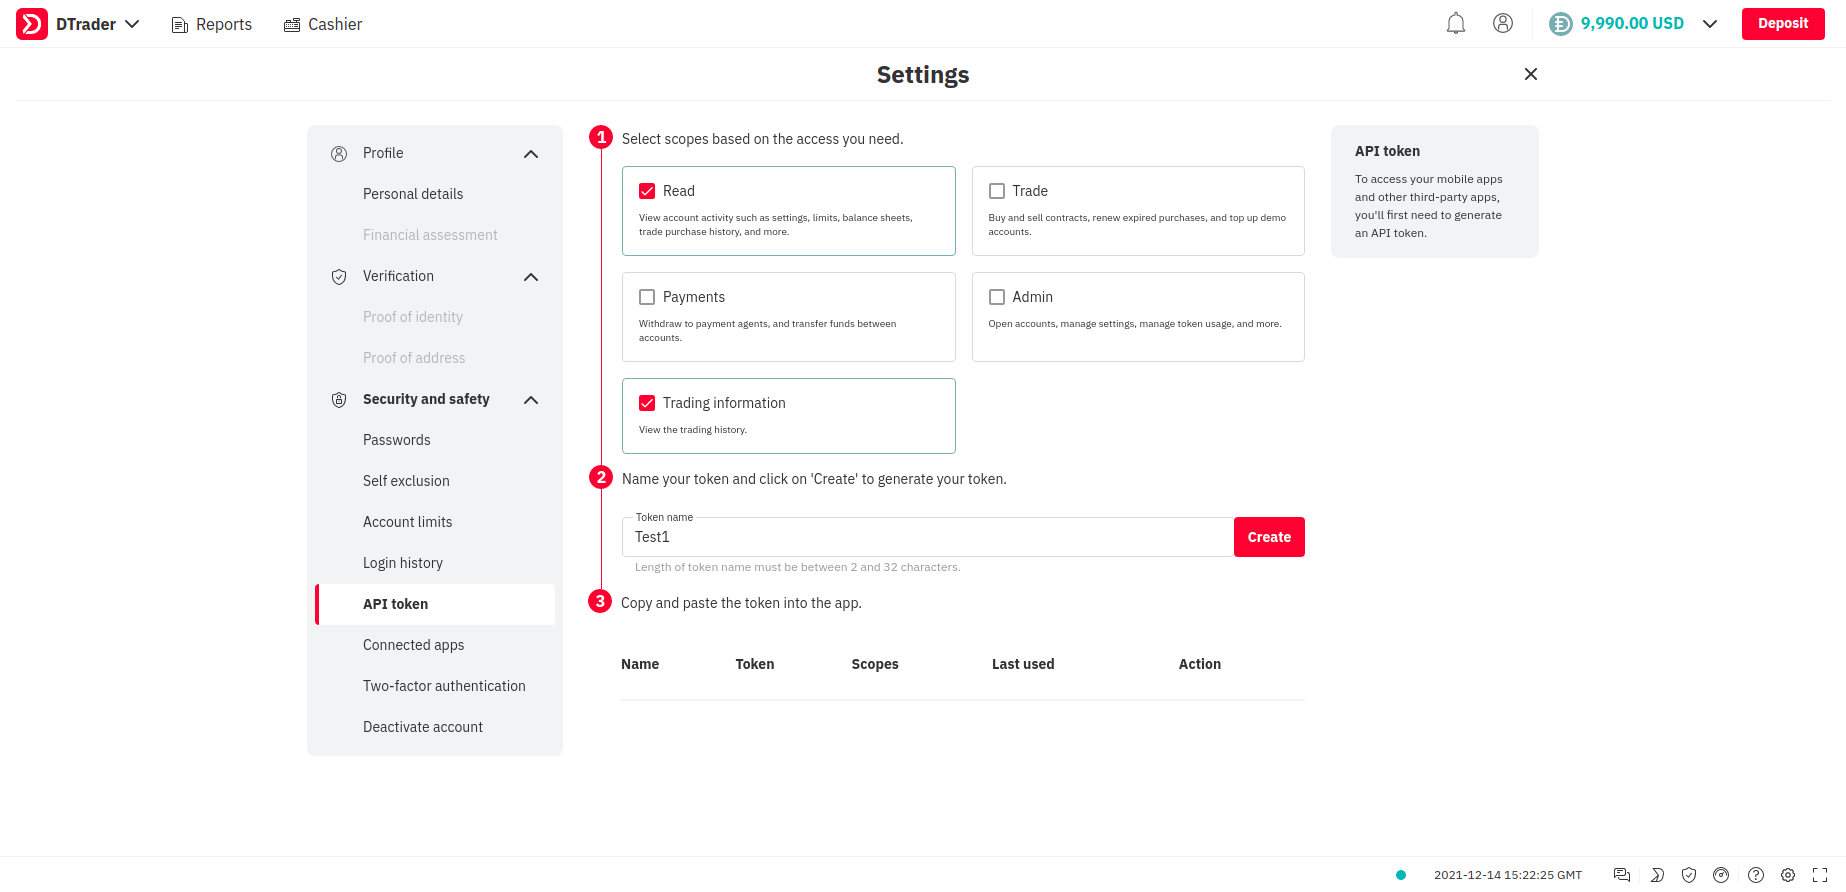 DTrader
Reports
Cashier
9,990.00 USD
Deposit
Settings
Profile
Personal details
Financial assessment
Verification
Proof of identity
Proof of address
Security and safety
Passwords
Self exclusion
Account limits
Login history
API token
Connected apps
Two-factor authentication
Deactivate account
1 Select scopes based on the access you need.
Read
View account activity such as settings, limits, balance sheets,
trade purchase history, and more.
Trade
Buy and sell contracts, renew expired purchases, and top up demo
accounts.
Payments
Withdraw to payment agents, and transfer funds between
accounts.
Admin
Open accounts, manage settings, manage token usage, and more.
Trading information
View the trading history.
2 Name your token and click on 'Create' to generate your token.
Token name
Test1
Create
Length of token name must be between 2 and 32 characters.
3 Copy and paste the token into the app.
Name Token Scopes Last used Action
API token
To access your mobile apps
and other third-party apps,
you'll first need to generate
an API token.
2021-12-14 15:22:25 GMT